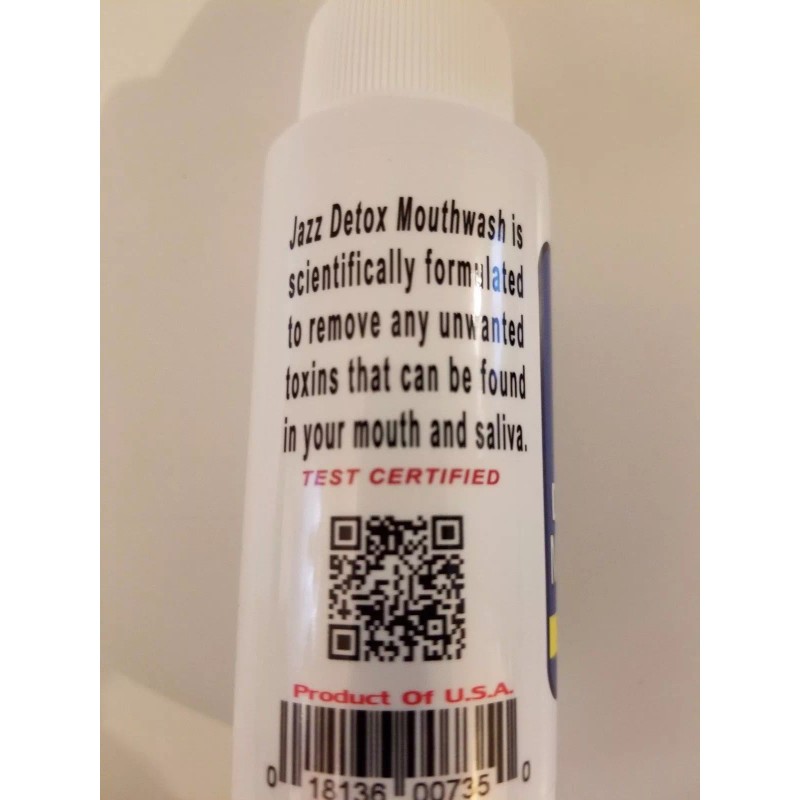 Jazz Detox Mouthwash is
scientifically formulated
to remove any unwanted
toxins that can be found
in your mouth and saliva.
TEST CERTIFIED
Product Of U.S.A.
0 18136 00735 0